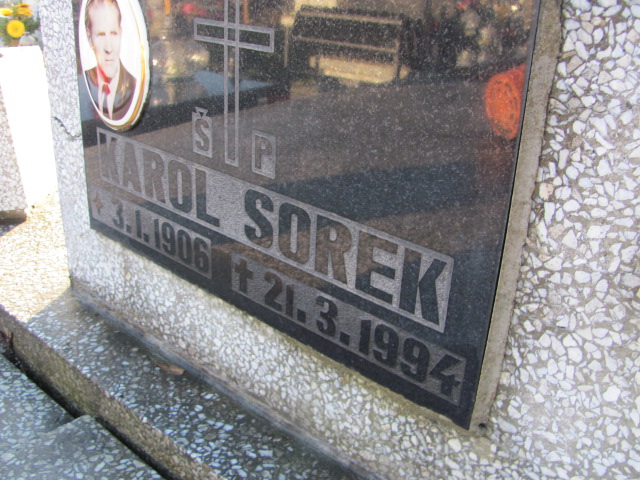 Š P
KAROL SOREK
* 3.1.1906 + 21.3.1994